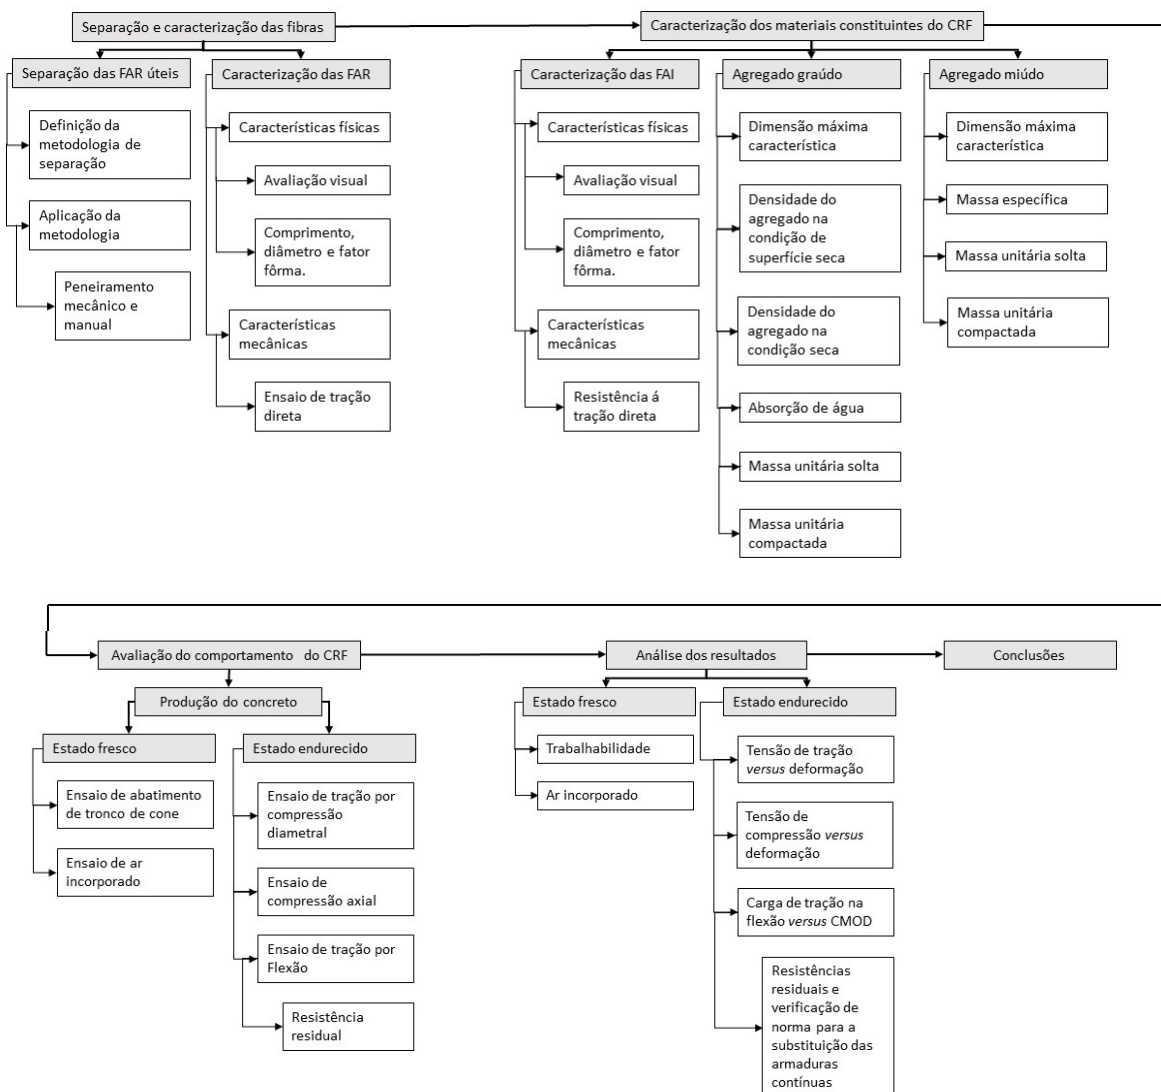 Separação e caracterização das fibras
Caracterização dos materiais constituintes do CRF
Separação das FAR úteis
Definição da
metodologia de
separação
Aplicação da
metodologia
Peneiramento
mecânico e
manual
Caracterização das FAR
Características físicas
Avaliação visual
Comprimento,
diâmetro e fator
fôrma.
Características
mecânicas
Ensaio de tração
direta
Caracterização das FAI
Características físicas
Avaliação visual
Comprimento,
diâmetro e fator
fôrma.
Características
mecânicas
Resistência á
tração direta
Agregado graúdo
Dimensão máxima
característica
Densidade do
agregado na
condição de
superfície seca
Densidade do
agregado na
condição seca
Absorção de água
Massa unitária solta
Massa unitária
compactada
Agregado miúdo
Dimensão máxima
característica
Massa específica
Massa unitária solta
Massa unitária
compactada
Avaliação do comportamento do CRF
Análise dos resultados
Conclusões
Produção do concreto
Estado fresco
Ensaio de abatimento
de tronco de cone
Ensaio de ar
incorporado
Estado endurecido
Ensaio de tração por
compressão
diametral
Ensaio de
compressão axial
Ensaio de tração por
Flexão
Resistência
residual
Estado fresco
Trabalhabilidade
Ar incorporado
Estado endurecido
Tensão de tração
versus deformação
Tensão de
compressão versus
deformação
Carga de tração na
flexão versus CMOD
Resistências
residuais e
verificação de
norma para a
substituição das
armaduras
contínuas